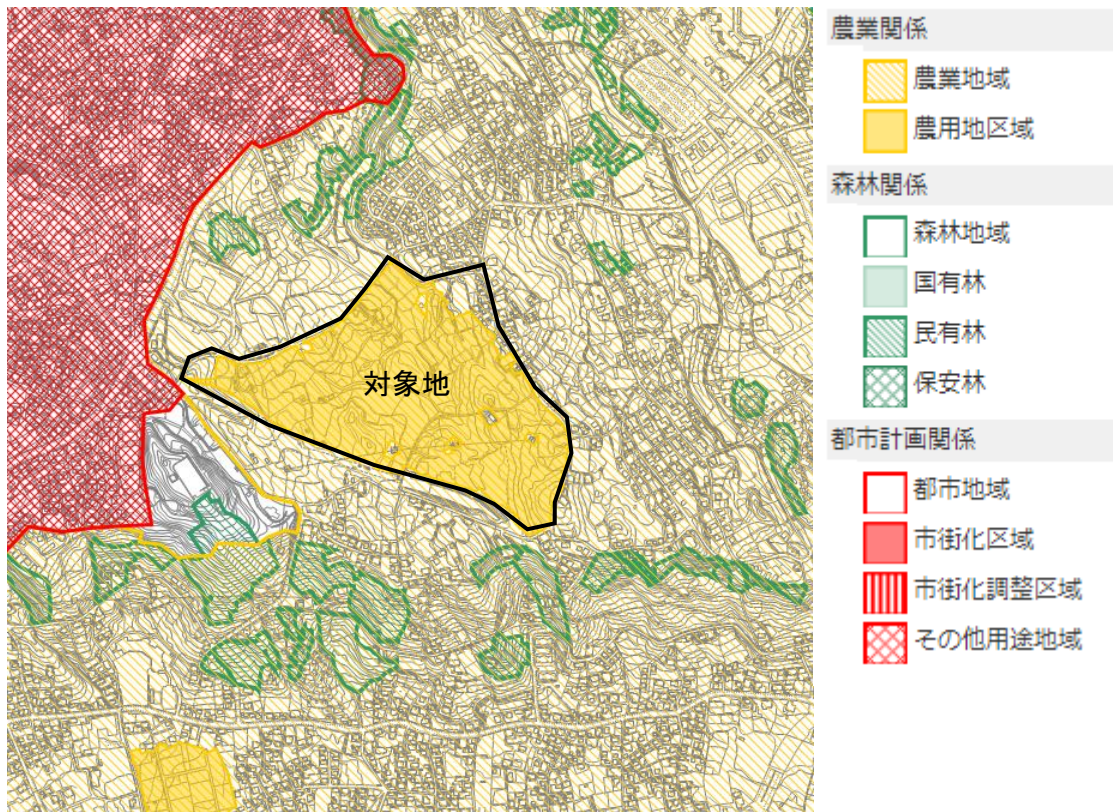 対象地
農業関係
農業地域
農用地区域
森林関係
森林地域
国有林
民有林
保安林
都市計画関係
都市地域
市街化区域
市街化調整区域
その他用途地域